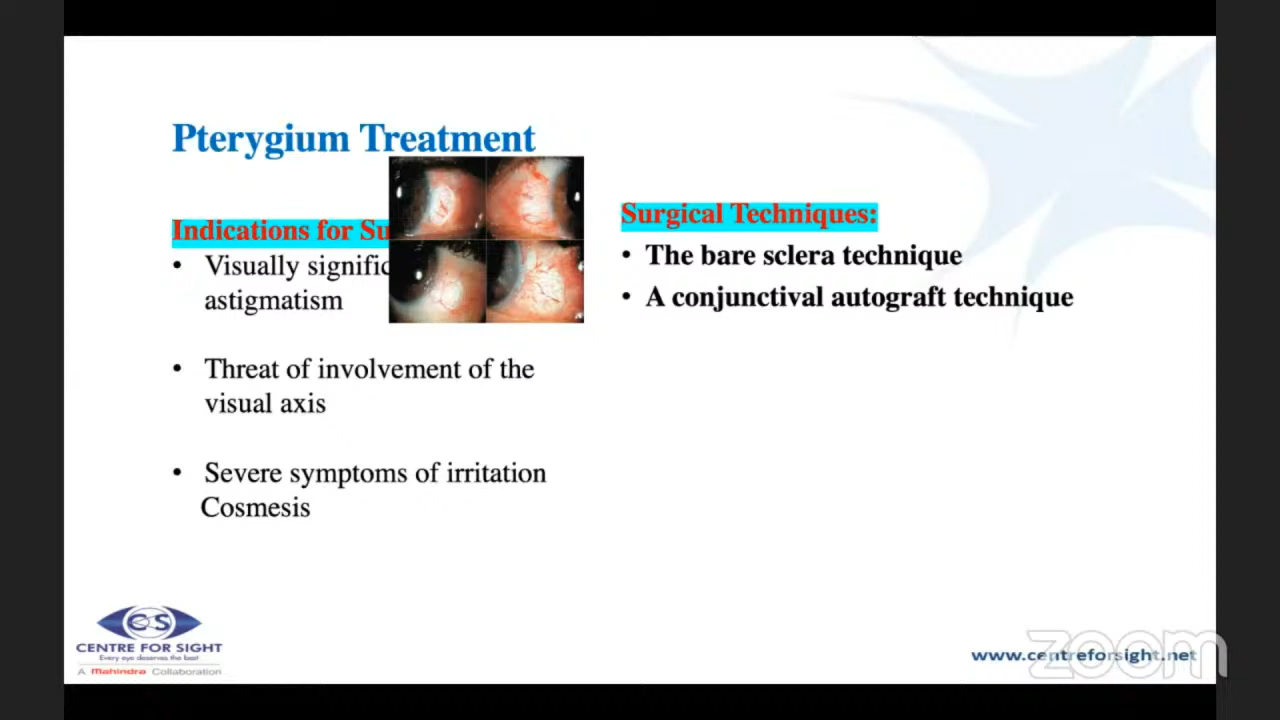 Pterygium Treatment
Indications for Su
• Visually signific
astigmatism
• Threat of involvement of the
visual axis
• Severe symptoms of irritation
Cosmesis
Surgical Techniques:
• The bare sclera technique
• A conjunctival autograft technique
CS
CENTRE FOR SIGHT
Every eye deserves the best
A Mahindra Collaboration
www.centreforsight.net
zoom